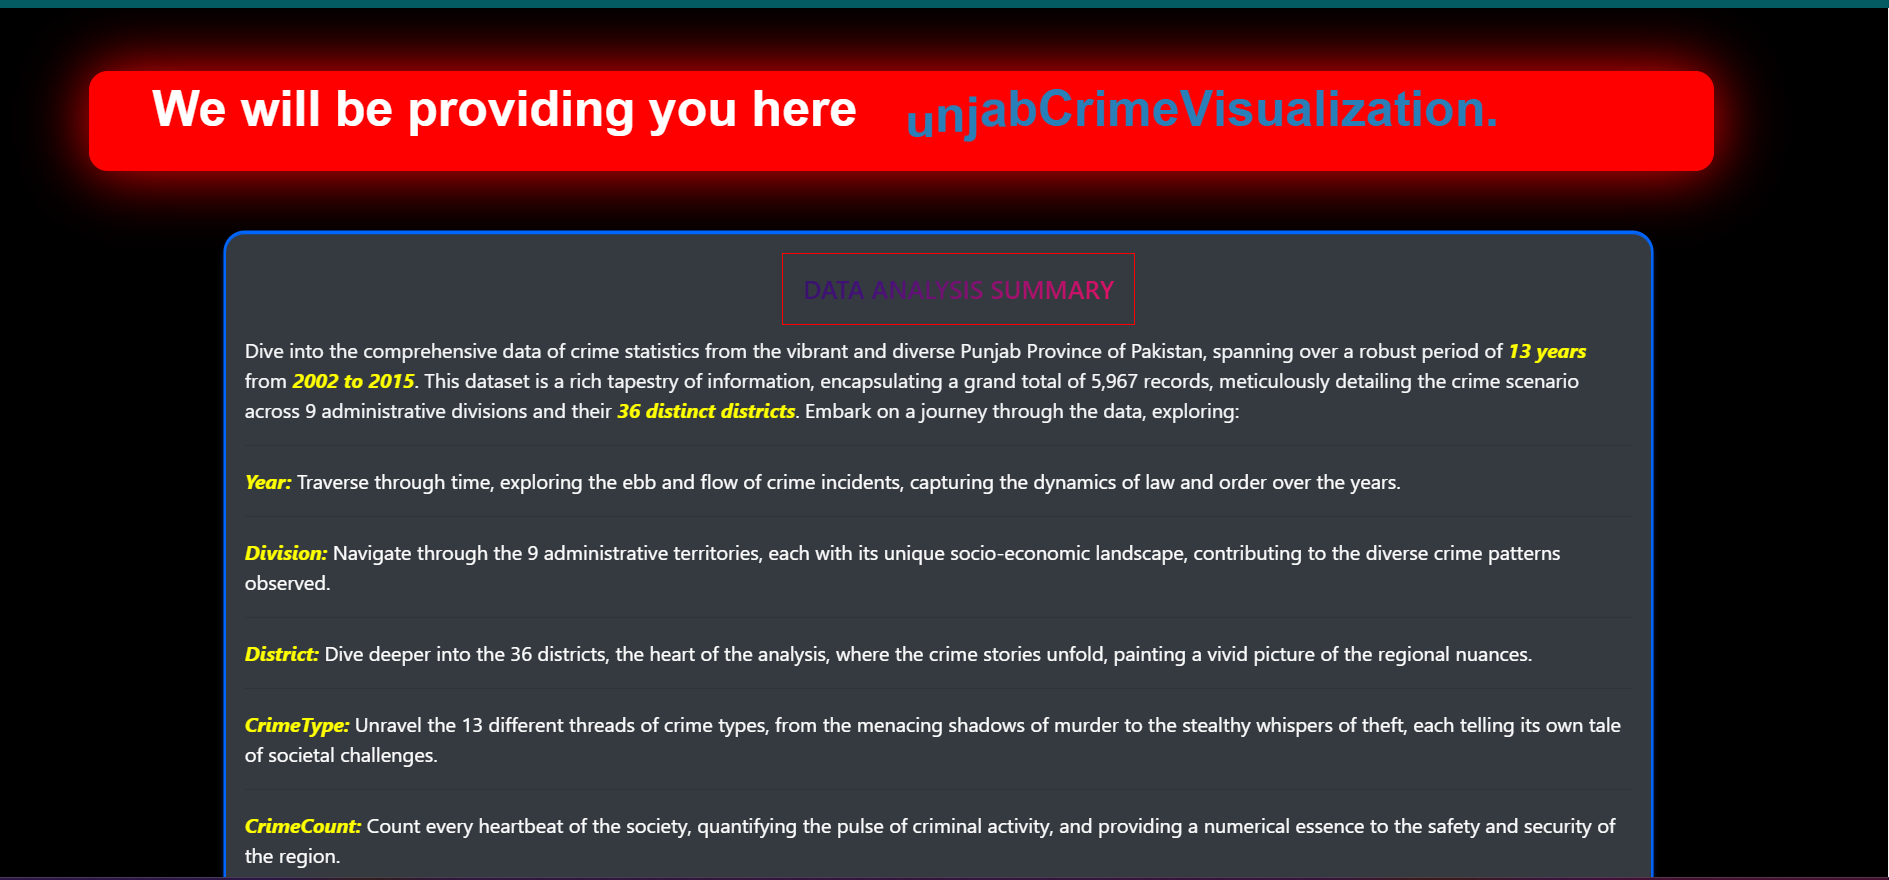 We will be providing you here unjabCrimeVisualization.
DATA ANALYSIS SUMMARY
Dive into the comprehensive data of crime statistics from the vibrant and diverse Punjab Province of Pakistan, spanning over a robust period of 13 years
from 2002 to 2015. This dataset is a rich tapestry of information, encapsulating a grand total of 5,967 records, meticulously detailing the crime scenario
across 9 administrative divisions and their 36 distinct districts. Embark on a journey through the data, exploring:
Year: Traverse through time, exploring the ebb and flow of crime incidents, capturing the dynamics of law and order over the years.
Division: Navigate through the 9 administrative territories, each with its unique socio-economic landscape, contributing to the diverse crime patterns
observed.
District: Dive deeper into the 36 districts, the heart of the analysis, where the crime stories unfold, painting a vivid picture of the regional nuances.
CrimeType: Unravel the 13 different threads of crime types, from the menacing shadows of murder to the stealthy whispers of theft, each telling its own tale
of societal challenges.
CrimeCount: Count every heartbeat of the society, quantifying the pulse of criminal activity, and providing a numerical essence to the safety and security of
the region.